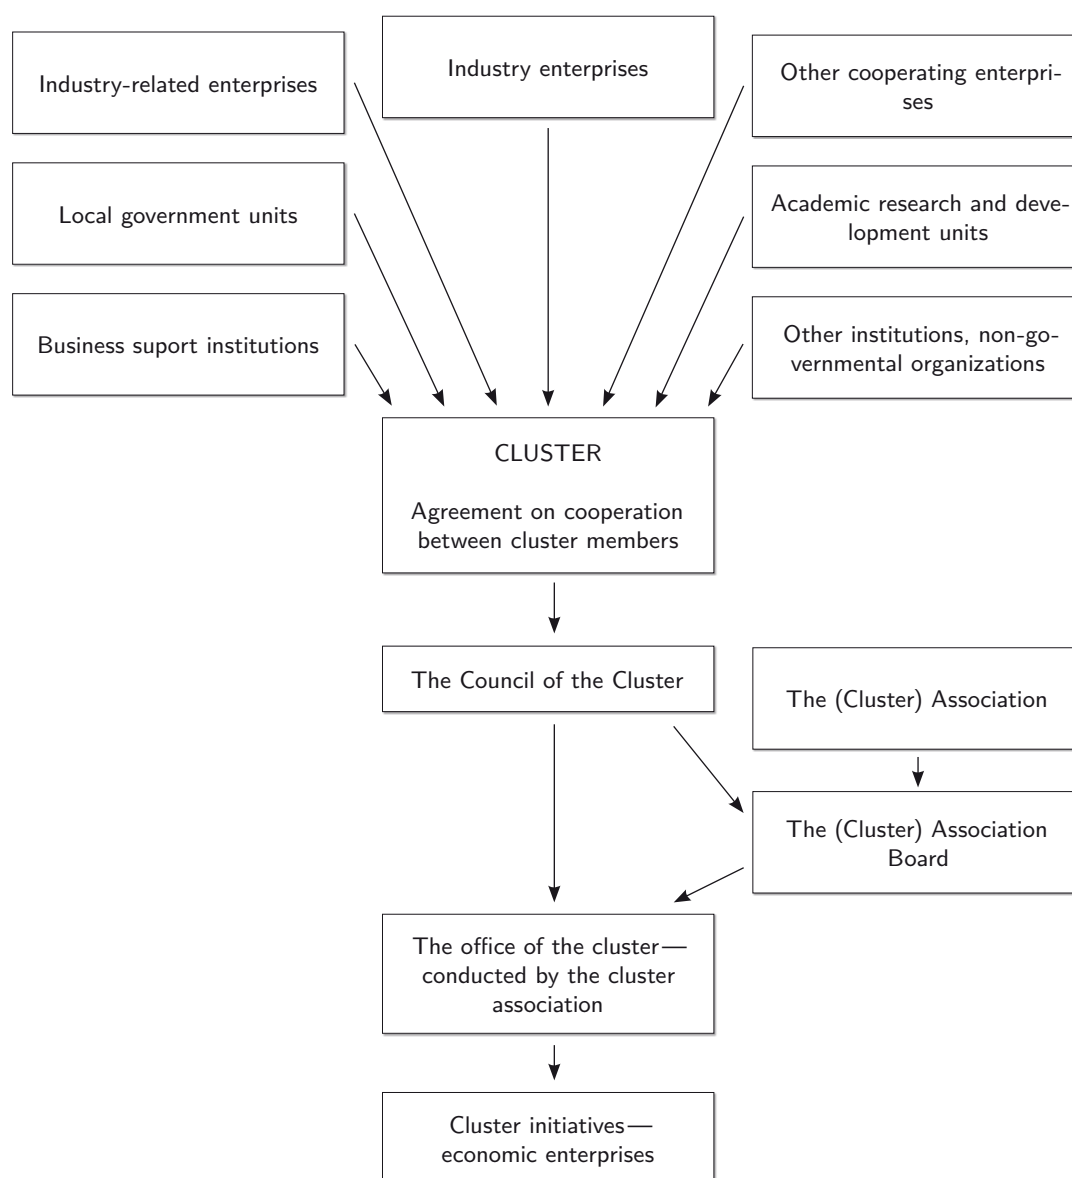 Industry-related enterprises
Industry enterprises
Other cooperating enterpri-
ses
Local government units
Academic research and deve-
lopment units
Business suport institutions
Other institutions, non-go-
vernmental organizations
CLUSTER
Agreement on cooperation
between cluster members
The Council of the Cluster
The (Cluster) Association
The (Cluster) Association
Board
The office of the cluster—
conducted by the cluster
association
Cluster initiatives—
economic enterprises